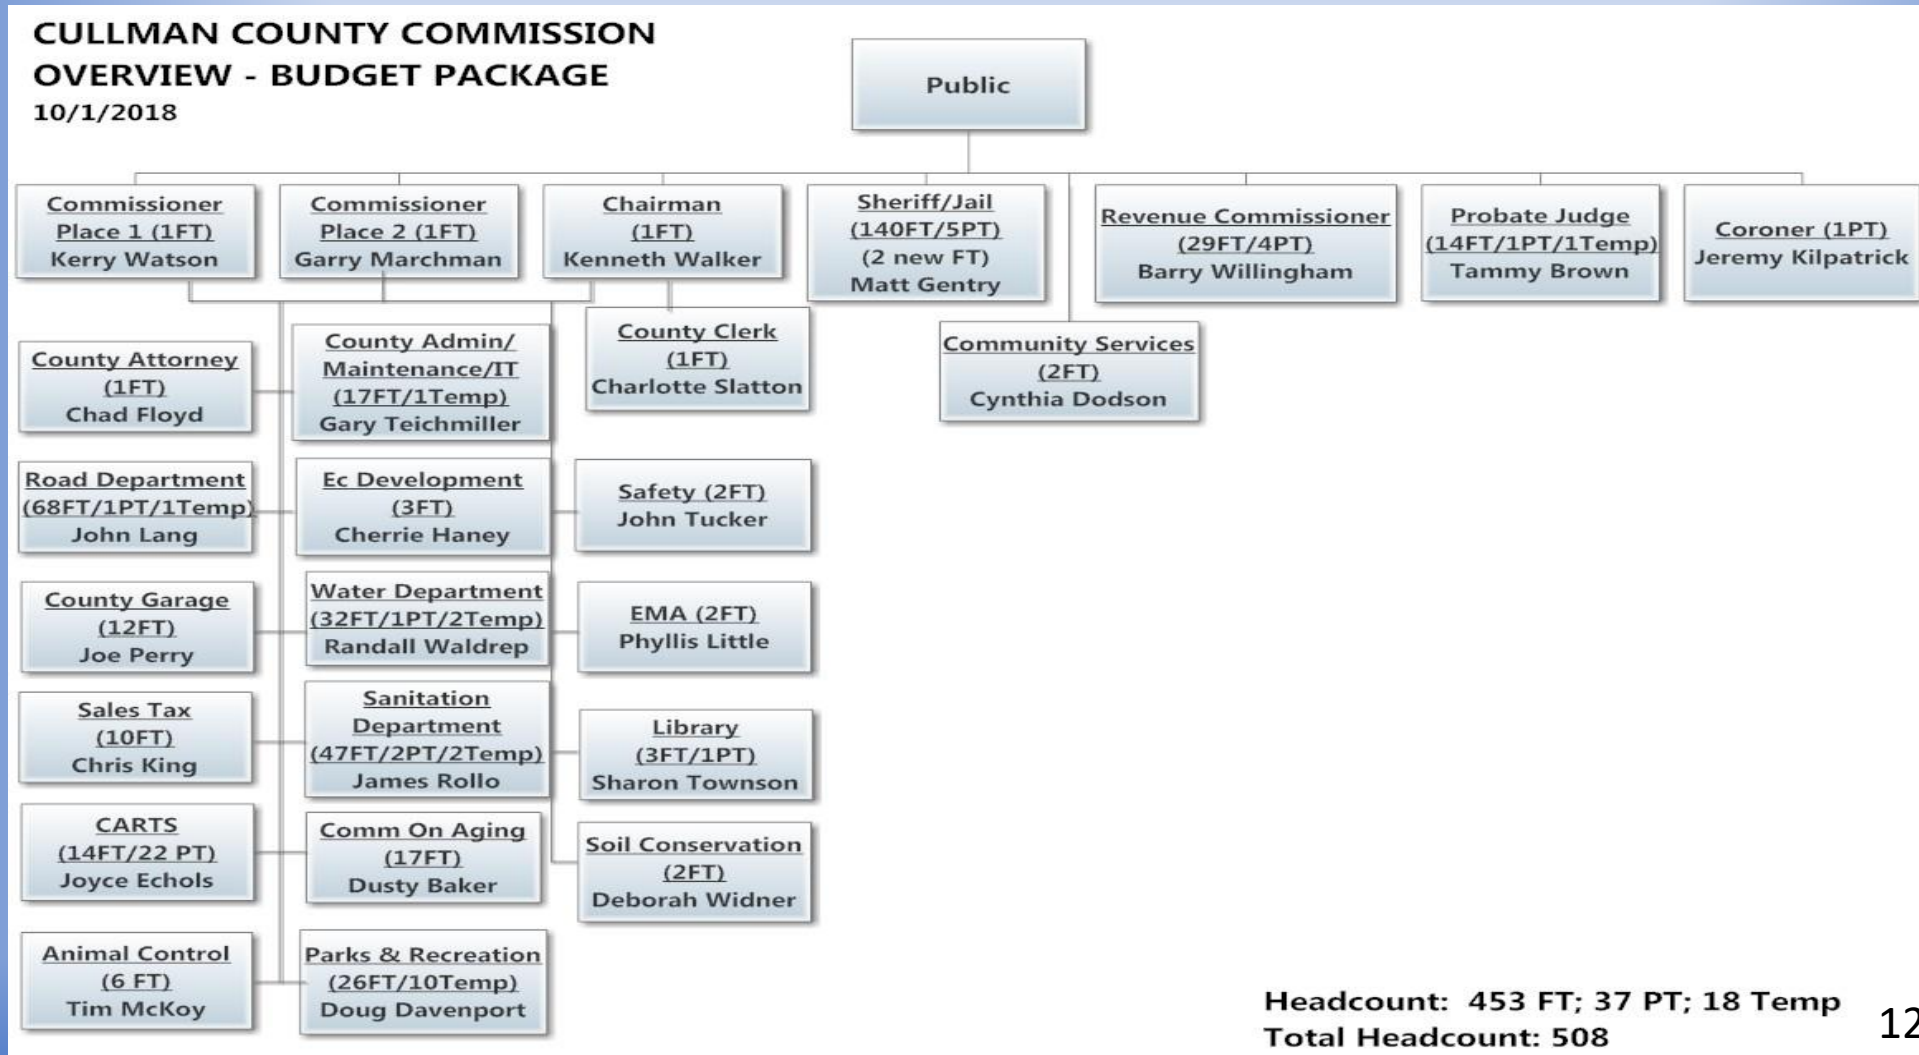 CULLMAN COUNTY COMMISSION
OVERVIEW - BUDGET PACKAGE
10/1/2018
Public
Commissioner
Place 1 (1FT)
Kerry Watson
Commissioner
Place 2 (1FT)
Garry Marchman
Chairman
(1FT)
Kenneth Walker
Sheriff/Jail
(140FT/5PT)
(2 new FT)
Matt Gentry
Revenue Commissioner
(29FT/4PT)
Barry Willingham
Probate Judge
(14FT/1PT/1Temp)
Tammy Brown
Coroner (1PT)
Jeremy Kilpatrick
County Attorney
(1FT)
Chad Floyd
County Admin/
Maintenance/IT
(17FT/1Temp)
Gary Teichmiller
County Clerk
(1FT)
Charlotte Slatton
Community Services
(2FT)
Cynthia Dodson
Road Department
(68FT/1PT/1Temp)
John Lang
Ec Development
(3FT)
Cherrie Haney
Safety (2FT)
John Tucker
County Garage
(12FT)
Joe Perry
Water Department
(32FT/1PT/2Temp)
Randall Waldrep
EMA (2FT)
Phyllis Little
Sales Tax
(10FT)
Chris King
Sanitation
Department
(47FT/2PT/2Temp)
James Rollo
Library
(3FT/1PT)
Sharon Townson
CARTS
(14FT/22 PT)
Joyce Echols
Comm On Aging
(17FT)
Dusty Baker
Soil Conservation
(2FT)
Deborah Widner
Animal Control
(6 FT)
Tim McKoy
Parks & Recreation
(26FT/10Temp)
Doug Davenport
Headcount: 453 FT; 37 PT; 18 Temp
Total Headcount: 508
12